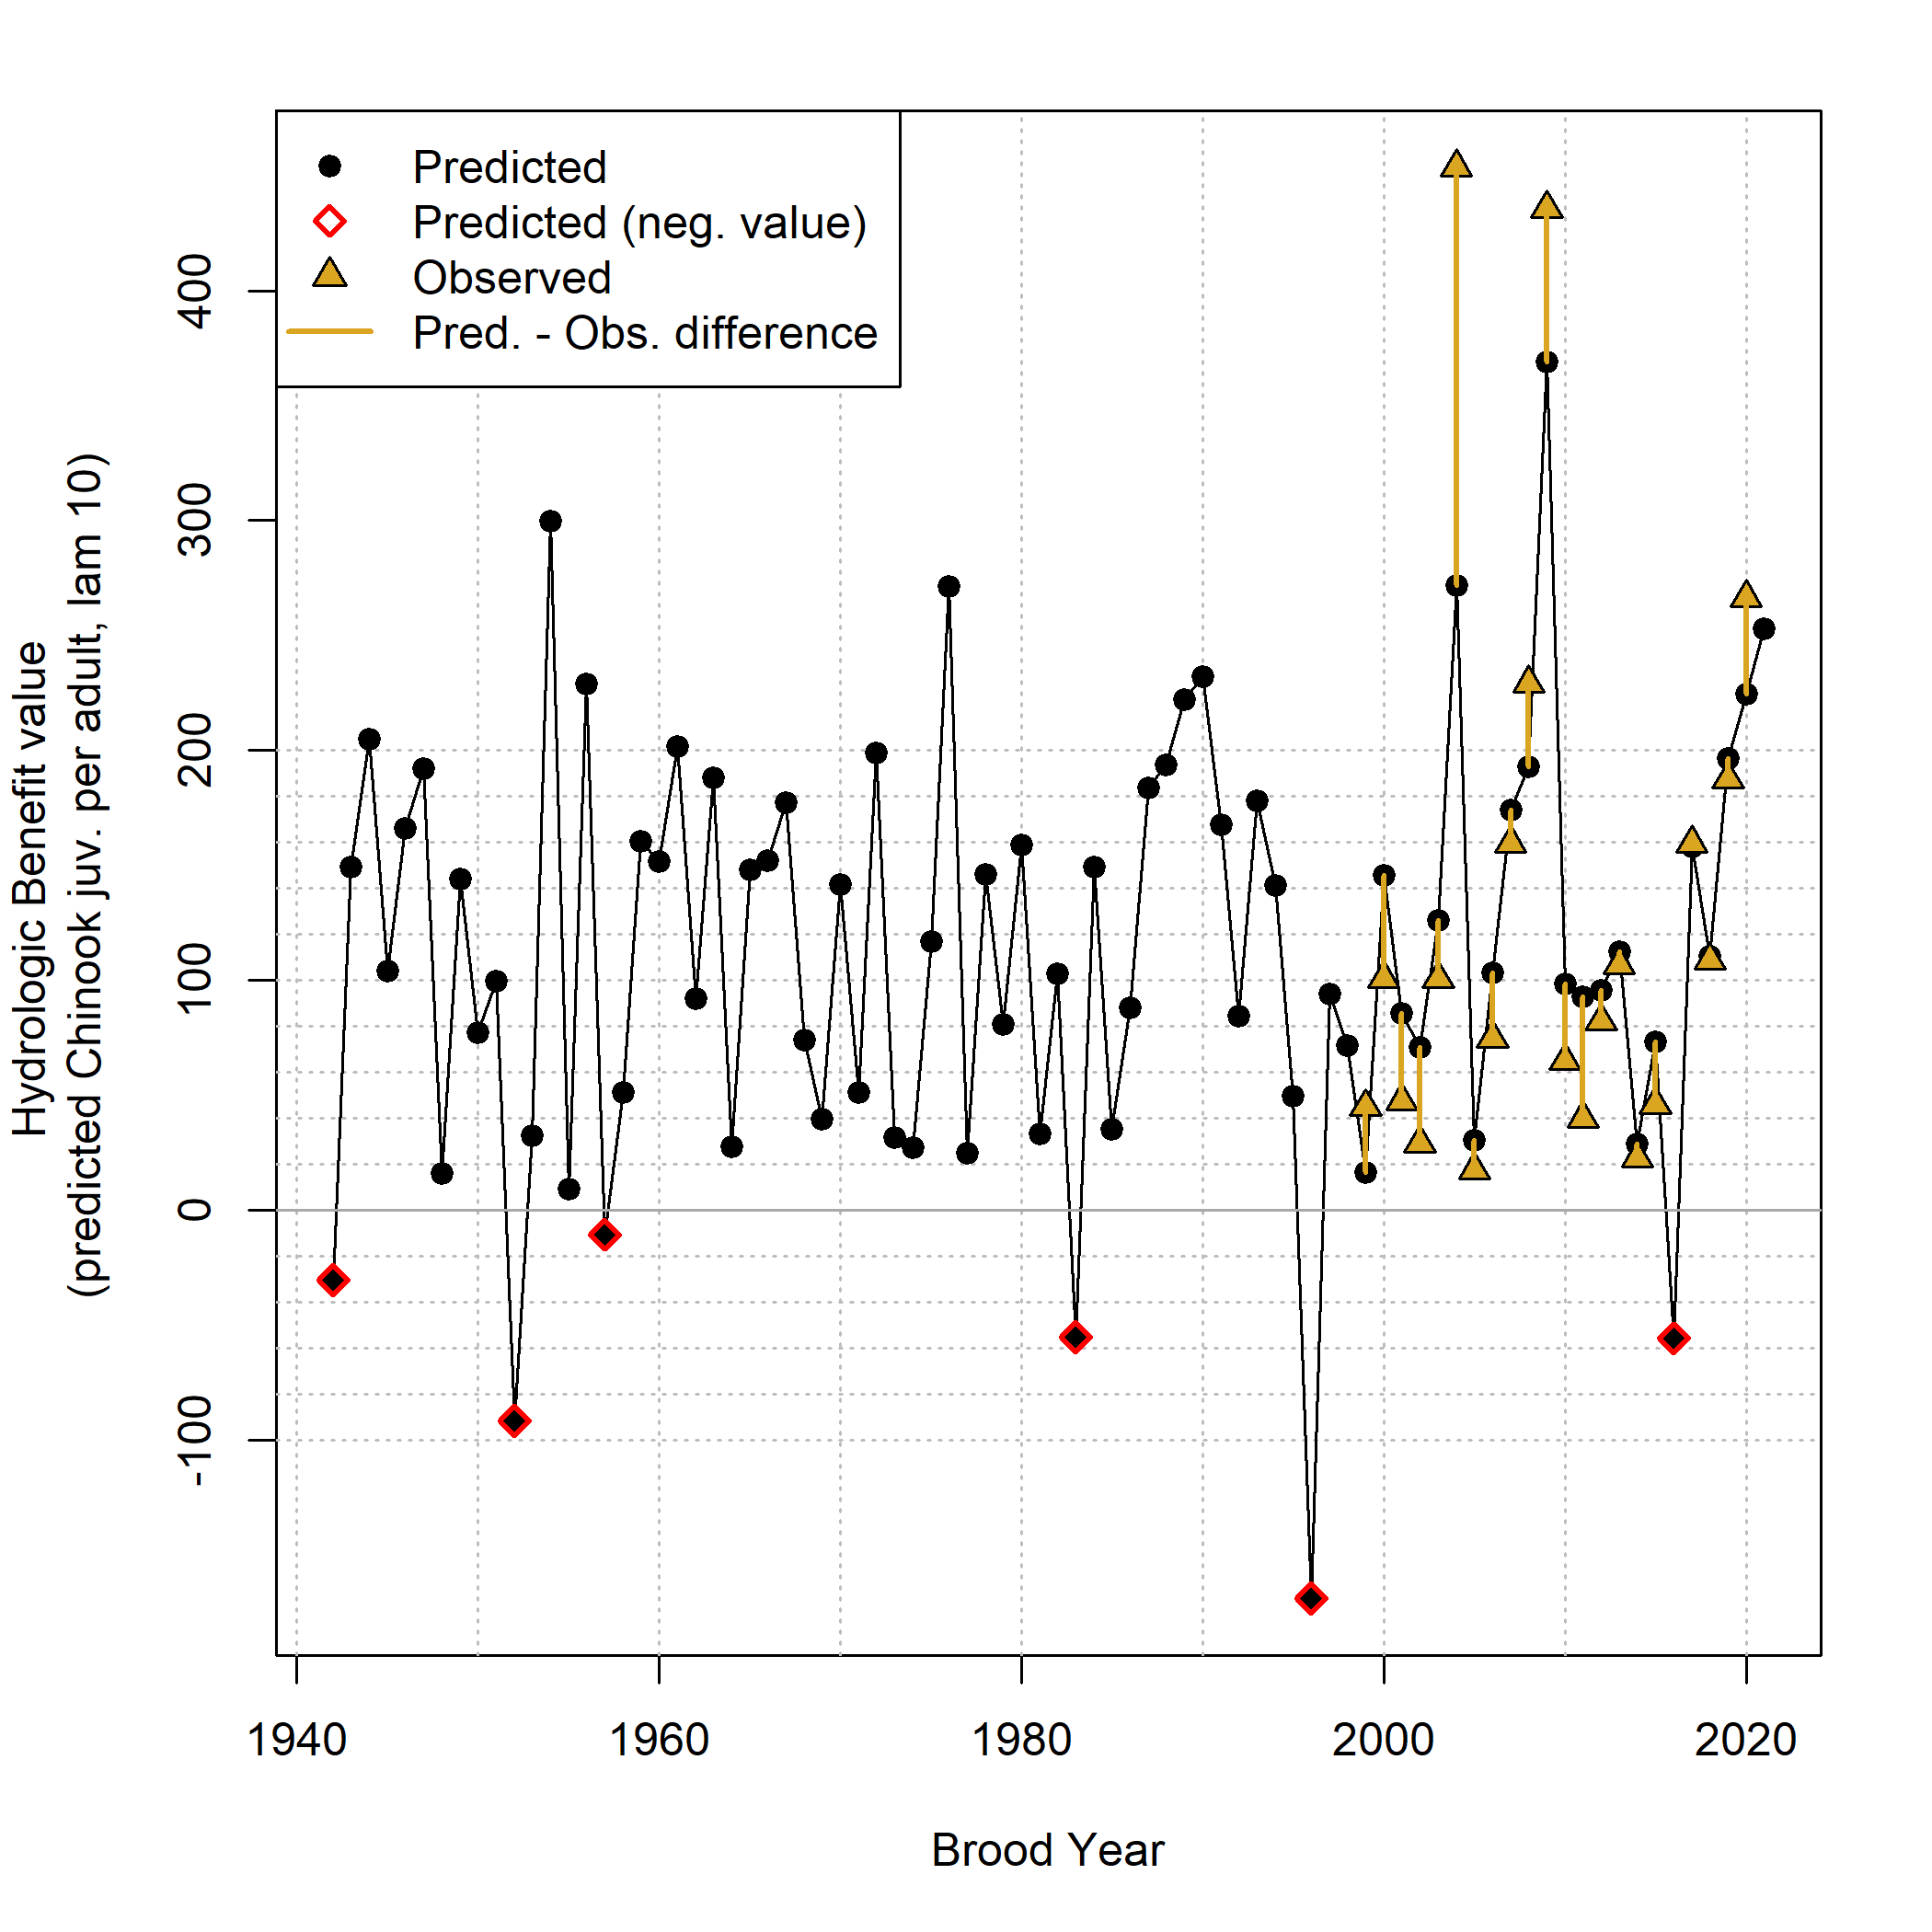 Predicted
Predicted (neg. value)
Observed
Pred. - Obs. difference
Hydrologic Benefit value
(predicted Chinook juv. per adult, lam 10)
400
300
200
100
0
-100
1940
1960
1980
2000
2020
Brood Year